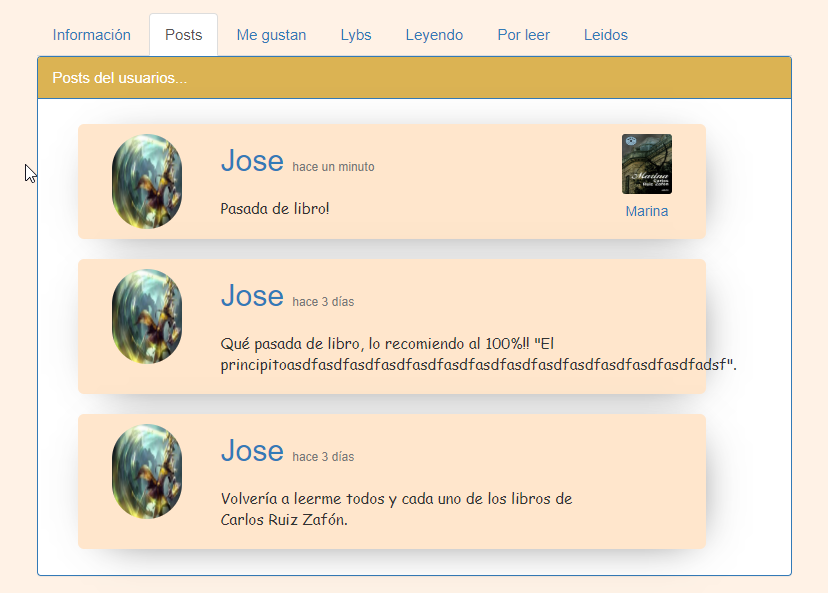 Información Posts Me gustan Lybs Leyendo Por leer Leidos
Posts del usuarios...
Jose hace un minuto
Pasada de libro!
Marina
Carlos
Ruiz Zafón
Marina
Jose hace 3 días
Qué pasada de libro, lo recomiendo al 100%!! "El
principitoasdfasdfasdfasdfasdfasdfasdfasdfasdfasdfasdfasdfasdfadsf".
Jose hace 3 días
Volvería a leerme todos y cada uno de los libros de
Carlos Ruiz Zafón.